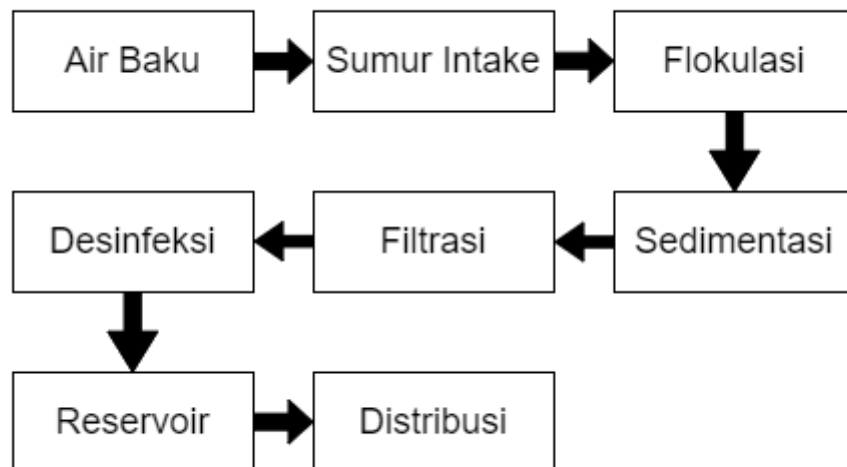 Air Baku
Sumur Intake
Flokulasi
Sedimentasi
Filtrasi
Desinfeksi
Reservoir
Distribusi